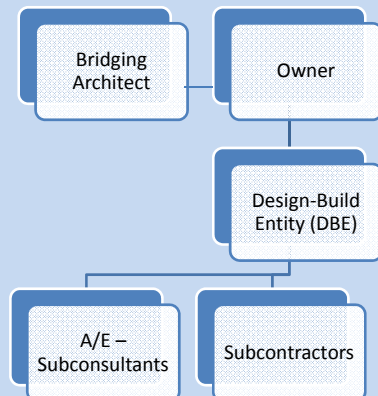 Bridging
Architect
Owner
Design-Build
Entity (DBE)
A/E –
Subconsultants
Subcontractors